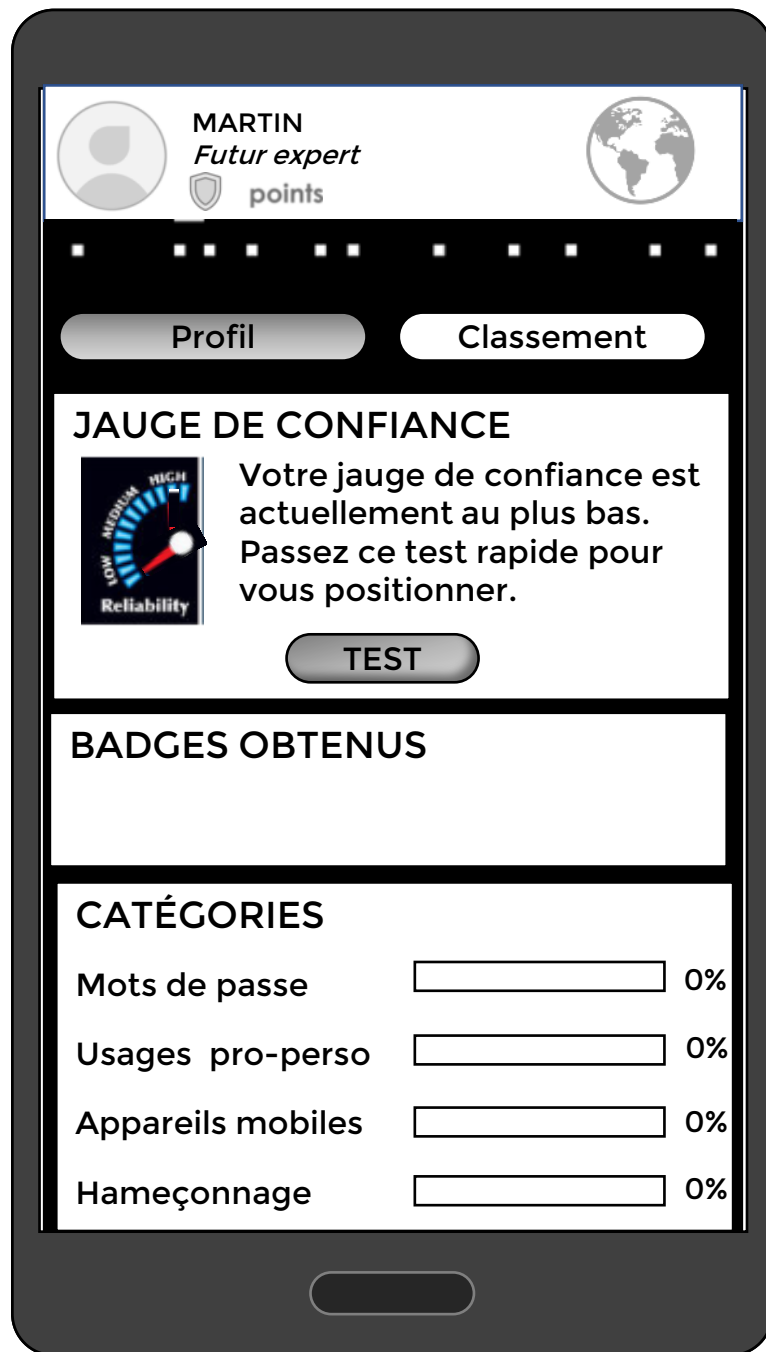 MARTIN
Futur expert
points
Profil
Classement
JAUGE DE CONFIANCE
LOW MEDIUM HIGH
Reliability
Votre jauge de confiance est
actuellement au plus bas.
Passez ce test rapide pour
vous positionner.
TEST
BADGES OBTENUS
CATÉGORIES
Mots de passe 0%
Usages pro-perso 0%
Appareils mobiles 0%
Hameçonnage 0%